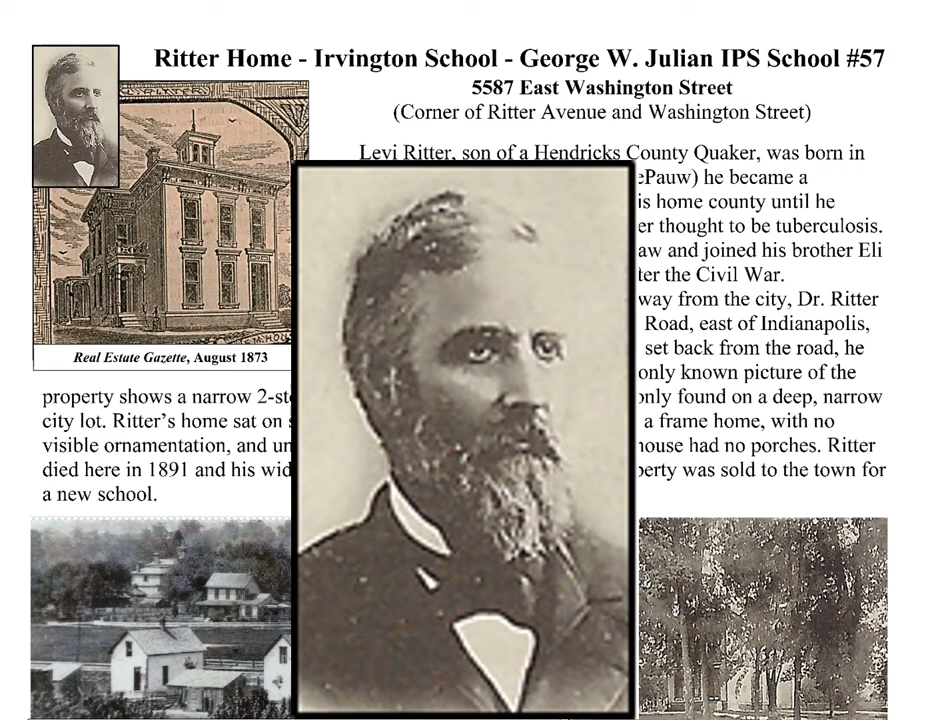 Ritter Home - Irvington School - George W. Julian IPS School #57
5587 East Washington Street
(Corner of Ritter Avenue and Washington Street)
Levi Ritter, son of a Hendricks County Quaker, was born in
ePauw) he became a
is home county until he
er thought to be tuberculosis.
aw and joined his brother Eli
ter the Civil War.
way from the city, Dr. Ritter
Road, east of Indianapolis,
Real Estate Gazette, August 1873
set back from the road, he
only known picture of the
property shows a narrow 2-st
only found on a deep, narrow
city lot. Ritter's home sat on
a frame home, with no
visible ornamentation, and un
house had no porches. Ritter
died here in 1891 and his wid
perty was sold to the town for
a new school.